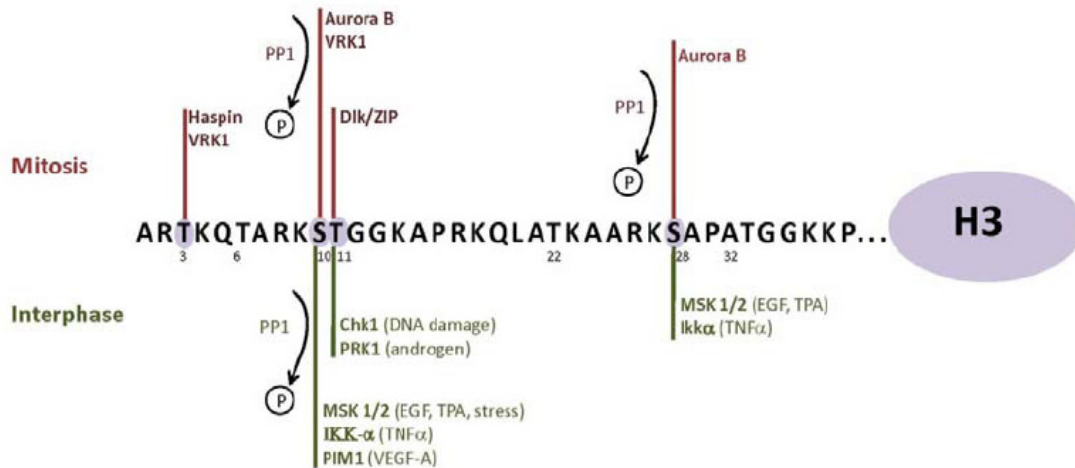 Aurora B
VRK1
PP1
P
Aurora B
PP1
P
Haspin
VRK1
Dlk/ZIP
Mitosis
ARTKQTARKSTGGKAPRKQLATKAARKSAPATGGKKP...
H3
3 6 10 11 22 28 32
Interphase
PP1
P
Chk1 (DNA damage)
PRK1 (androgen)
MSK 1/2 (EGF, TPA)
Ikkα (TNFα)
MSK 1/2 (EGF, TPA, stress)
IKK-α (TNFα)
PIM1 (VEGF-A)